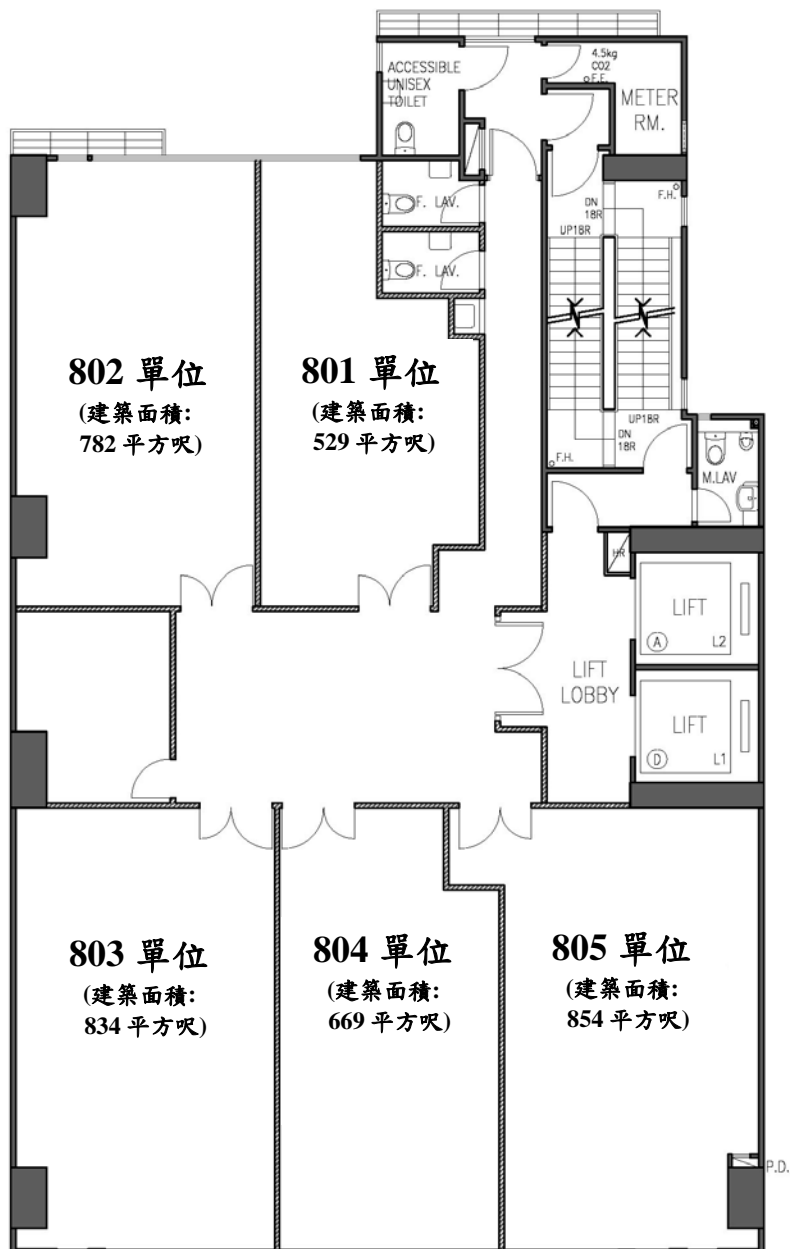 ACCESSIBLE
UNISEX
TOILET
4.5kg
CO2
F.E.
METER
RM.
F. LAV.
F. LAV.
DN
18R
UP18R
F.H.
802 單位
(建築面積:
782 平方呎)
801 單位
(建築面積:
529 平方呎)
UP18R
DN
18R
F.H.
M.LAV
HR
LIFT
A
L2
LIFT
LOBBY
LIFT
D
L1
803 單位
(建築面積:
834 平方呎)
804 單位
(建築面積:
669 平方呎)
805 單位
(建築面積:
854 平方呎)
P.D.